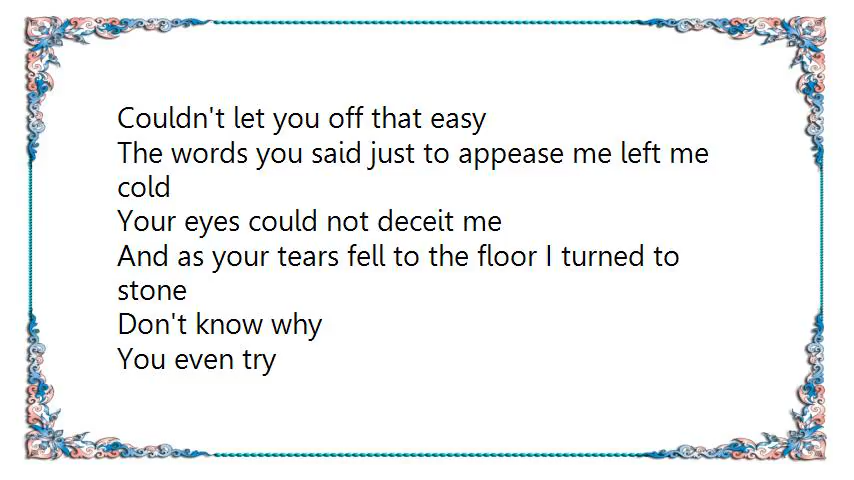 Couldn't let you off that easy
The words you said just to appease me left me
cold
Your eyes could not deceit me
And as your tears fell to the floor I turned to
stone
Don't know why
You even try